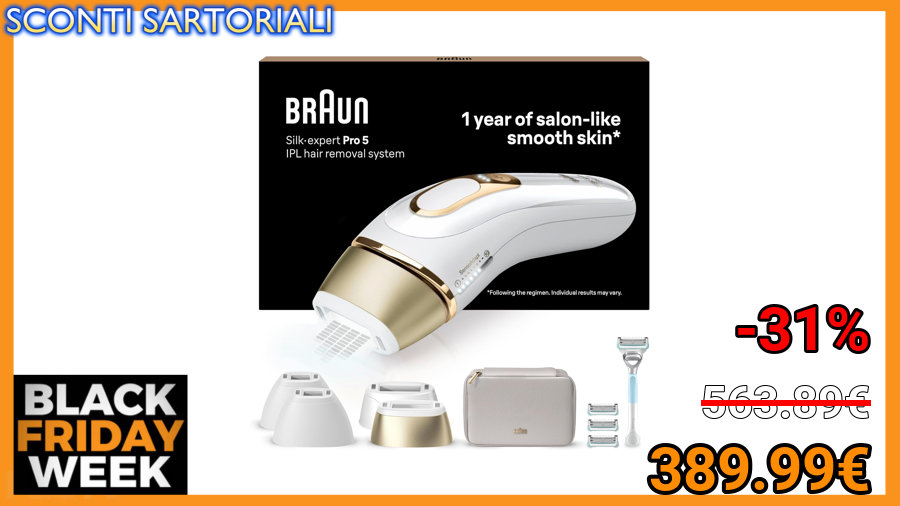 SCONTI SARTORIALI
BRAUN
BRAUN
Silk·expert Pro 5
IPL hair removal system
1 year of salon-like
smooth skin*
*Following the regimen. Individual results may vary.
-31%
563.89€
389.99€
BLACK
FRIDAY
WEEK